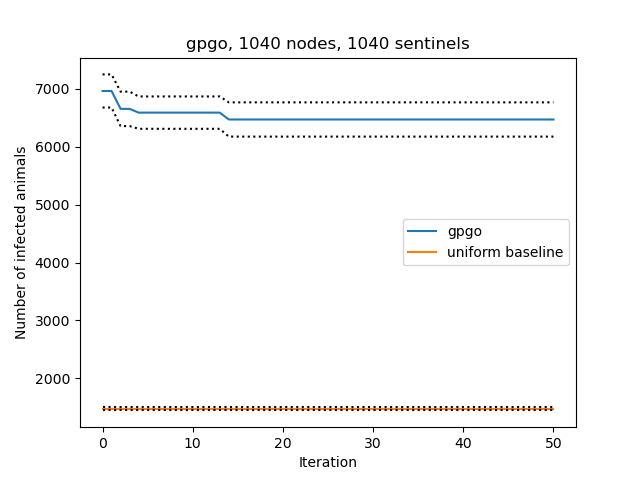 gpgo, 1040 nodes, 1040 sentinels
7000
6000
5000
4000
3000
2000
Number of infected animals
gpgo
uniform baseline
0 10 20 30 40 50
Iteration